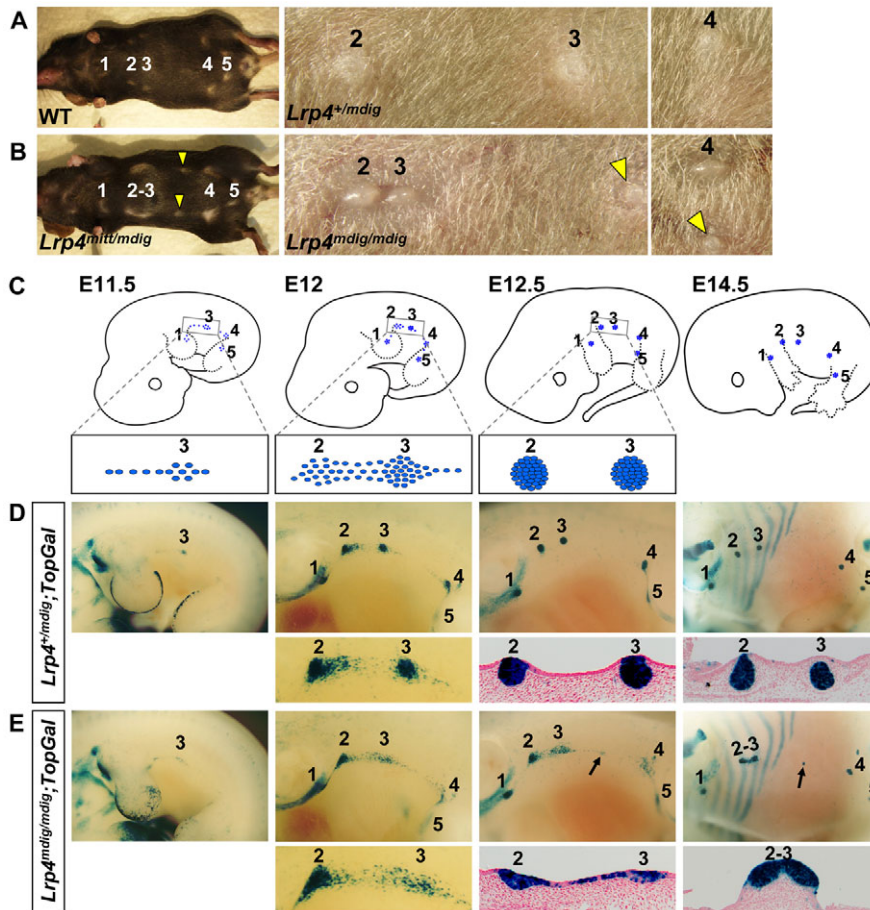 A
1 2 3 4 5
WT
2 3
Lrp4+/mdig
4
B
1 2-3 4 5
Lrp4mitt/mdig
2 3
Lrp4mdig/mdig
4
C
E11.5 E12 E12.5 E14.5
1 3 4 5
1 2 3 4 5
1 2 3 4 5
1 2 3 4 5
3
2 3
2 3
D
Lrp4+/mdig;TopGal
3
1 2 3 4 5
1 2 3 4 5
1 2 3 4 5
2 3
2 3
2 3
E
Lrp4mdig/mdig;TopGal
3
1 2 3 4 5
1 2 3 4 5
1 2-3 4 5
2 3
2 3
2-3